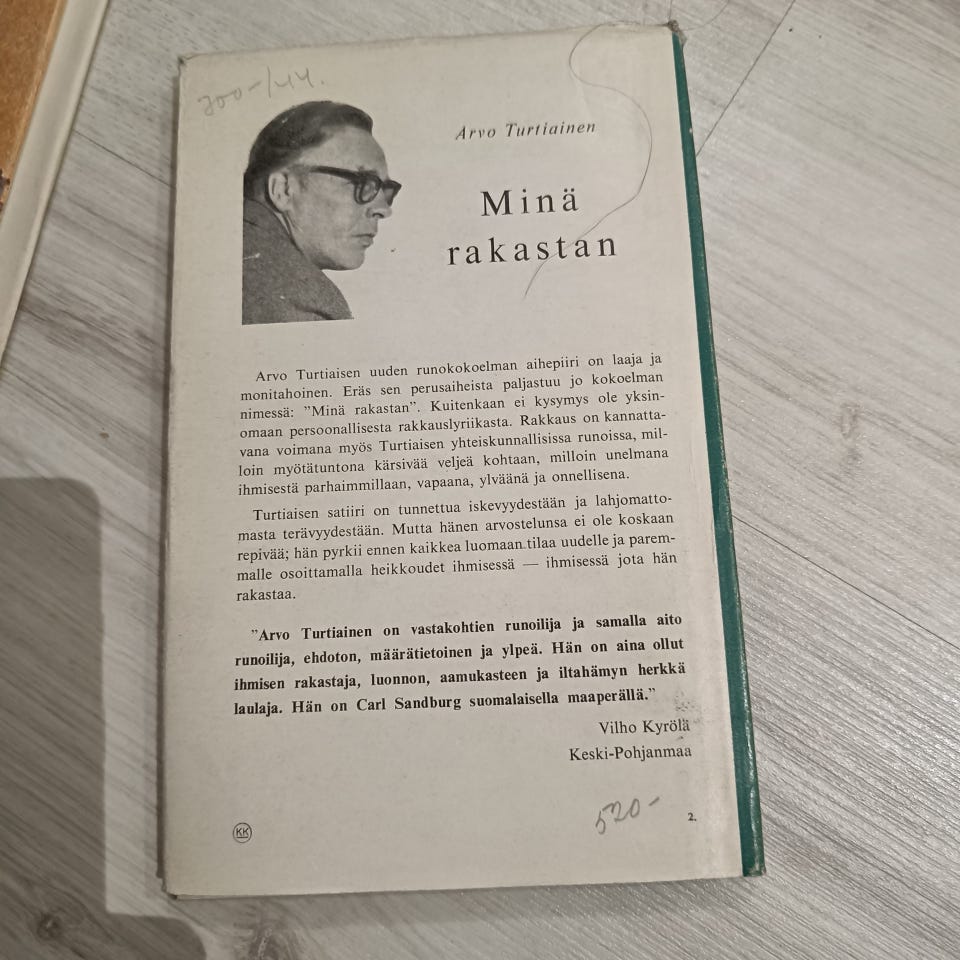 700-/44.
Arvo Turtiainen
Minä
rakastan
Arvo Turtiaisen uuden runokokoelman aihepiiri on laaja ja
monitahoinen. Eräs sen perusaiheista paljastuu jo kokoelman
nimessä: ”Minä rakastan”. Kuitenkaan ei kysymys ole yksin-
omaan persoonallisesta rakkauslyriikasta. Rakkaus on kannatta-
vana voimana myös Turtiaisen yhteiskunnallisissa runoissa, mil-
loin myötätuntona kärsivää veljeä kohtaan, milloin unelmana
ihmisestä parhaimmillaan, vapaana, ylväänä ja onnellisena.
Turtiaisen satiiri on tunnettua iskevyydestään ja lahjomatto-
masta terävyydestään. Mutta hänen arvostelunsa ei ole koskaan
repivää; hän pyrkii ennen kaikkea luomaan tilaa uudelle ja parem-
malle osoittamalla heikkoudet ihmisessä — ihmisessä jota hän
rakastaa.
”Arvo Turtiainen on vastakohtien runoilija ja samalla aito
runoilija, ehdoton, määrätietoinen ja ylpeä. Hän on aina ollut
ihmisen rakastaja, luonnon, aamukasteen ja iltahämyn herkkä
laulaja. Hän on Carl Sandburg suomalaisella maaperällä.”
Vilho Kyrölä
Keski-Pohjanmaa
520-
KK
2.